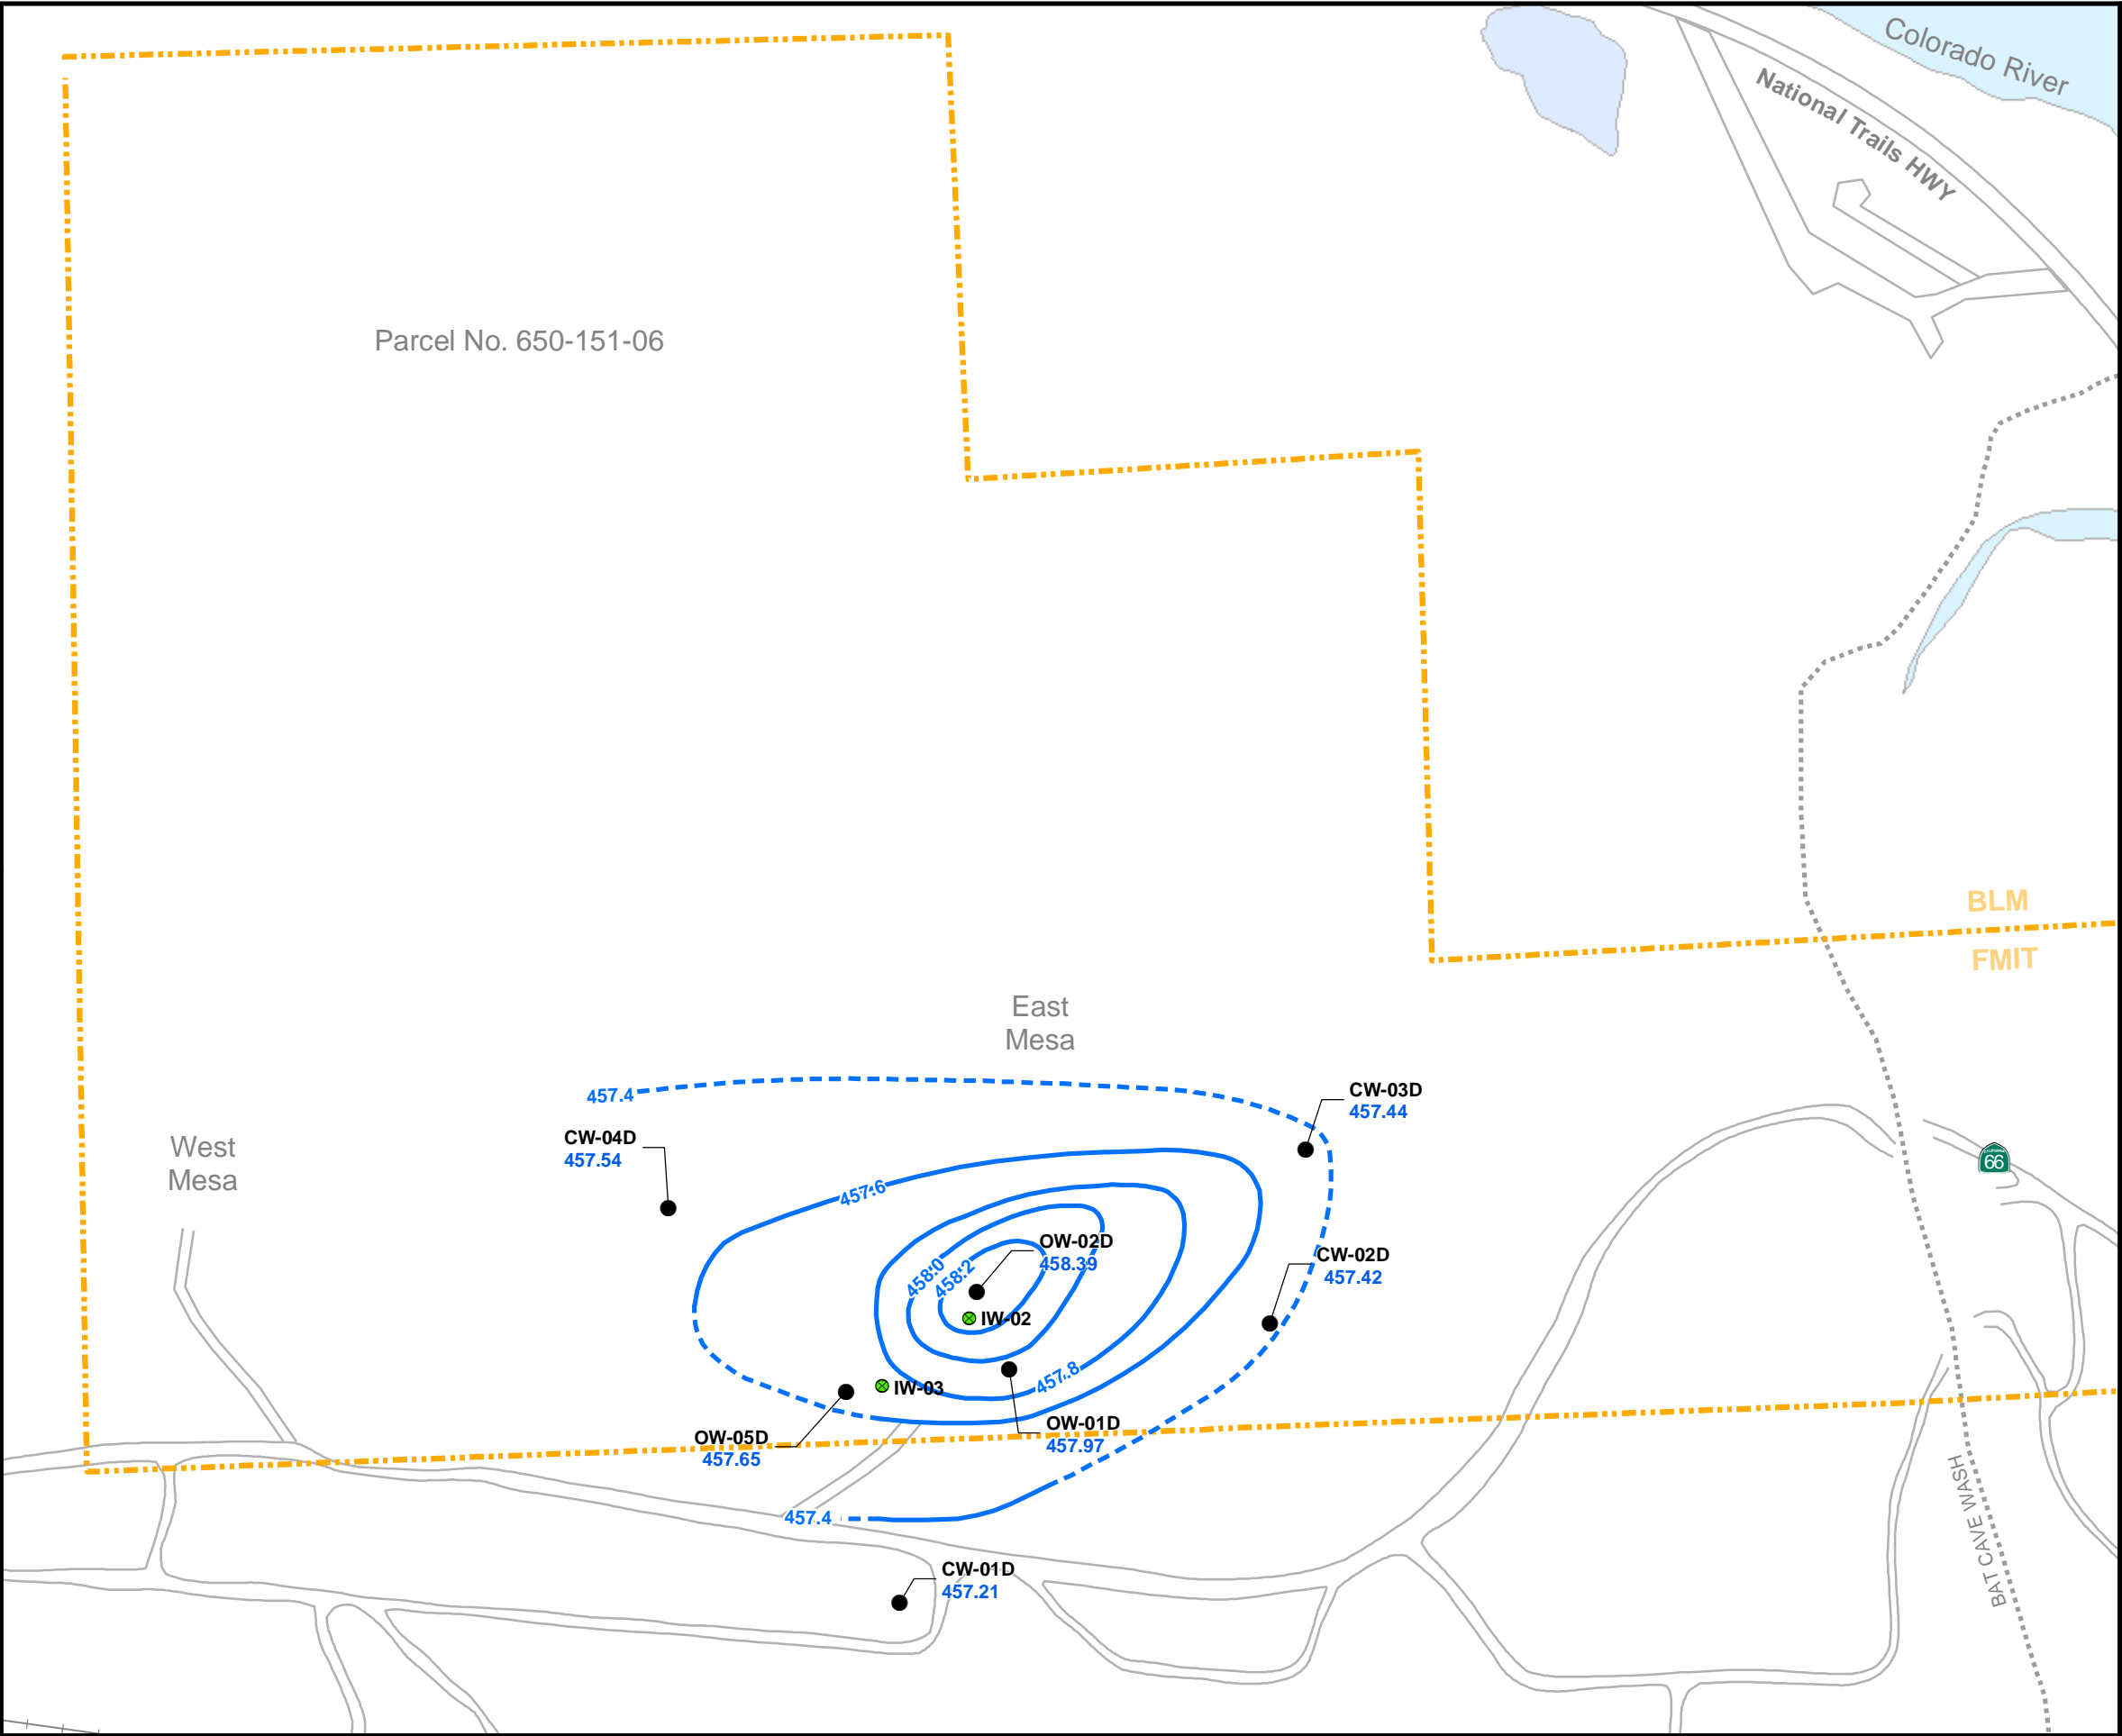 Colorado River
National Trails HWY
Parcel No. 650-151-06
BLM
FMIT
East
Mesa
457.4
CW-03D
457.44
CW-04D
457.54
West
Mesa
66
457.6
OW-02D
458.39
CW-02D
457.42
458.0
458.2
IW-02
457.8
IW-03
OW-05D
457.65
OW-01D
457.97
457.4
BAT CAVE WASH
CW-01D
457.21